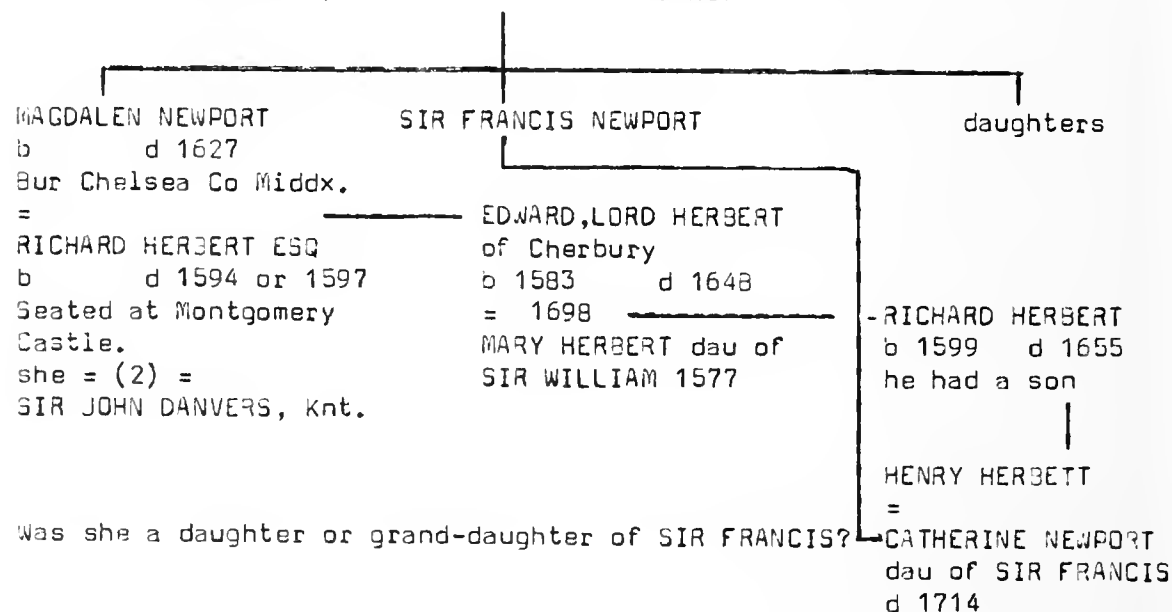 MAGDALEN NEWPORT
b d 1627
Bur Chelsea Co Middx.
=
RICHARD HERBERT ESQ
b d 1594 or 1597
Seated at Montgomery
Castle.
she = (2) =
SIR JOHN DANVERS, Knt.
SIR FRANCIS NEWPORT
daughters
EDWARD, LORD HERBERT
of Cherbury
b 1583 d 1648
= 1698
MARY HERBERT dau of
SIR WILLIAM 1577
RICHARD HERBERT
b 1599 d 1655
he had a son
HENRY HERBETT
=
Was she a daughter or grand-daughter of SIR FRANCIS?
CATHERINE NEWPORT
dau of SIR FRANCIS
d 1714